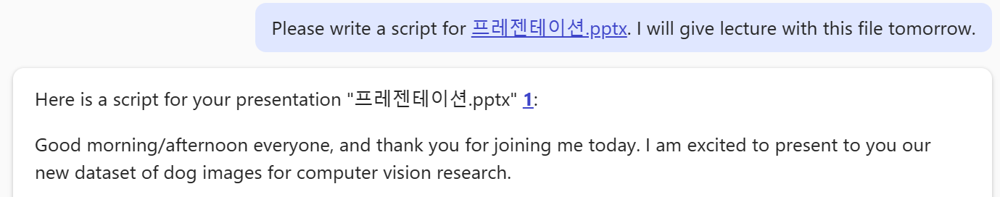 Please write a script for 프레젠테이션.pptx. I will give lecture with this file tomorrow.
Here is a script for your presentation "프레젠테이션.pptx" 1:
Good morning/afternoon everyone, and thank you for joining me today. I am excited to present to you our
new dataset of dog images for computer vision research.